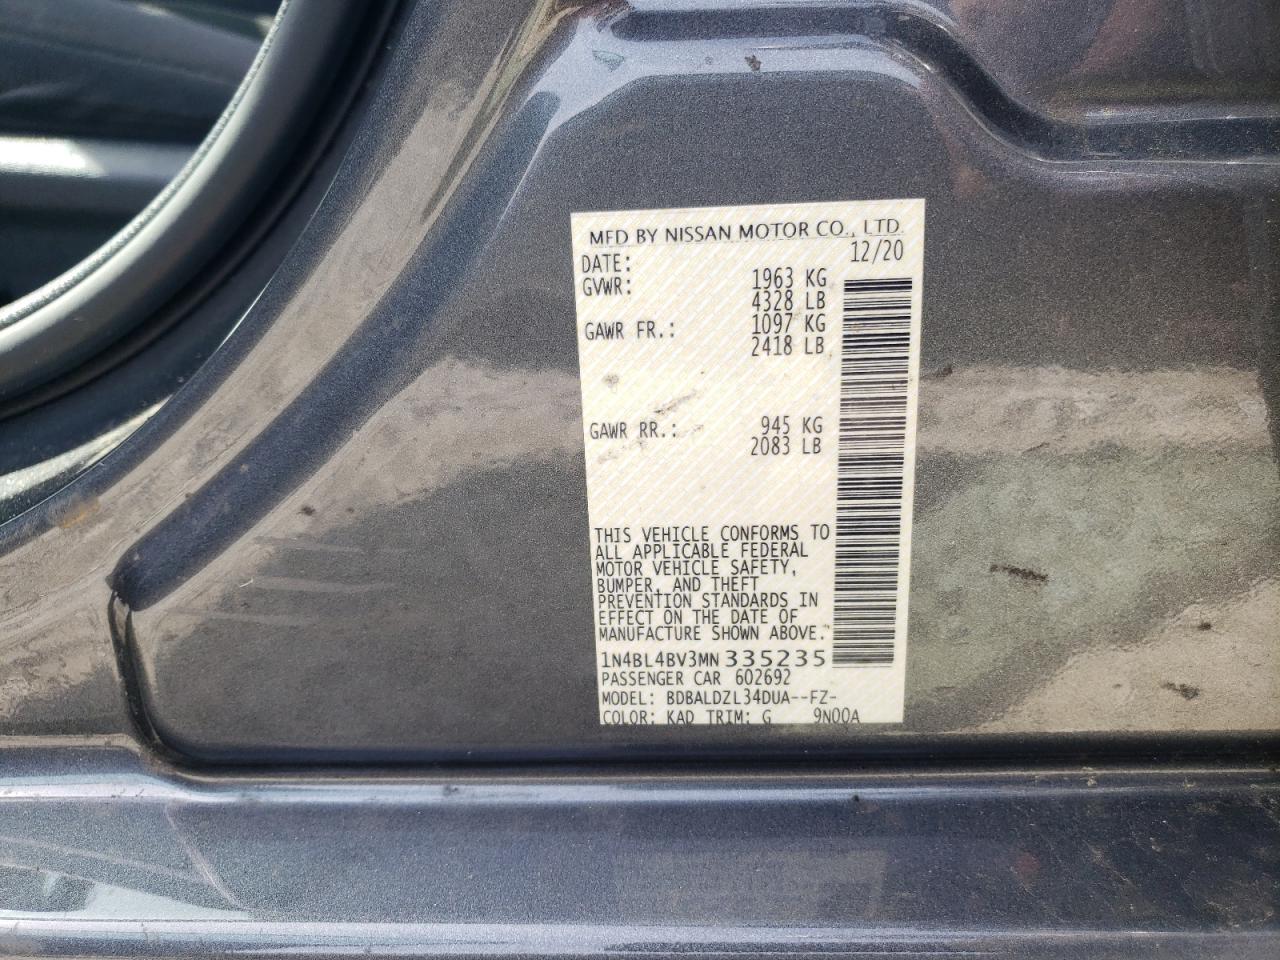 MFD BY NISSAN MOTOR CO., LTD.
DATE: 12/20
GVWR: 1963 KG
4328 LB
GAWR FR.: 1097 KG
2418 LB
GAWR RR.: 945 KG
2083 LB
THIS VEHICLE CONFORMS TO
ALL APPLICABLE FEDERAL
MOTOR VEHICLE SAFETY,
BUMPER, AND THEFT
PREVENTION STANDARDS IN
EFFECT ON THE DATE OF
MANUFACTURE SHOWN ABOVE.
1N4BL4BV3MN335235
PASSENGER CAR 602692
MODEL: BDBALDZL34DUA--FZ-
COLOR: KAD TRIM: G 9N00A